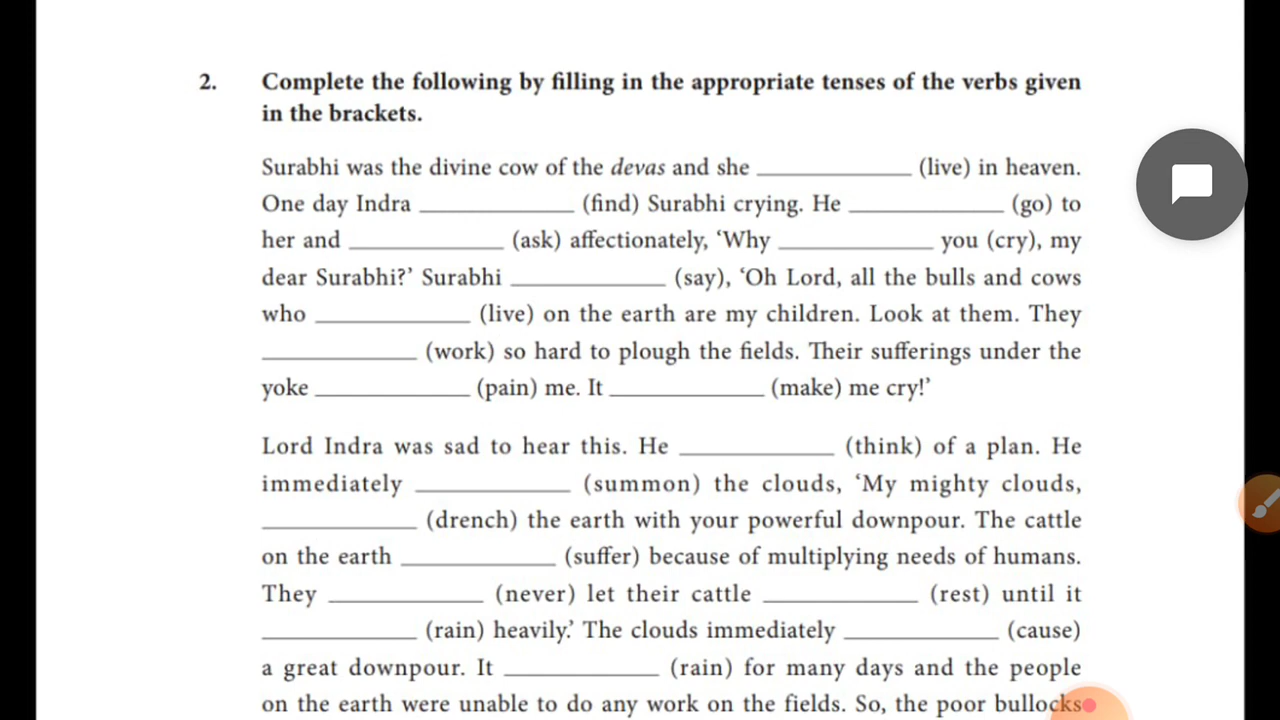 2. Complete the following by filling in the appropriate tenses of the verbs given
in the brackets.
Surabhi was the divine cow of the devas and she ____________ (live) in heaven.
One day Indra ____________ (find) Surabhi crying. He ____________ (go) to
her and ____________ (ask) affectionately, ‘Why ____________ you (cry), my
dear Surabhi?’ Surabhi ____________ (say), ‘Oh Lord, all the bulls and cows
who ____________ (live) on the earth are my children. Look at them. They
____________ (work) so hard to plough the fields. Their sufferings under the
yoke ____________ (pain) me. It ____________ (make) me cry!’
Lord Indra was sad to hear this. He ____________ (think) of a plan. He
immediately ____________ (summon) the clouds, ‘My mighty clouds,
____________ (drench) the earth with your powerful downpour. The cattle
on the earth ____________ (suffer) because of multiplying needs of humans.
They ____________ (never) let their cattle ____________ (rest) until it
____________ (rain) heavily.’ The clouds immediately ____________ (cause)
a great downpour. It ____________ (rain) for many days and the people
on the earth were unable to do any work on the fields. So, the poor bullocks